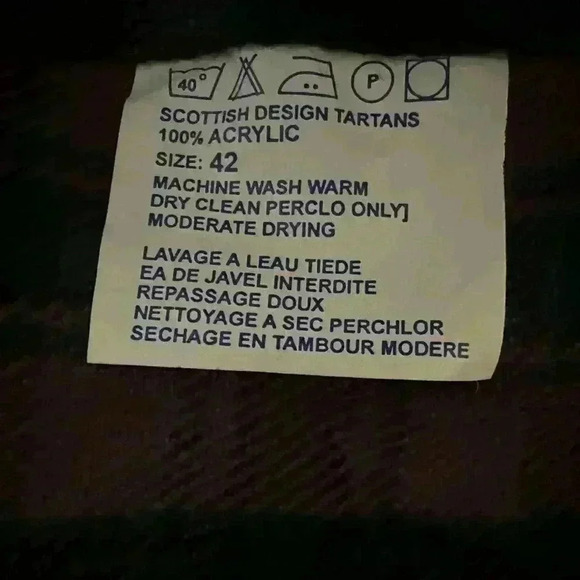 40°
P
SCOTTISH DESIGN TARTANS
100% ACRYLIC
SIZE: 42
MACHINE WASH WARM
DRY CLEAN PERCLO ONLY]
MODERATE DRYING
LAVAGE A LEAU TIEDE
EA DE JAVEL INTERDITE
REPASSAGE DOUX
NETTOYAGE A SEC PERCHLOR
SECHAGE EN TAMBOUR MODERE